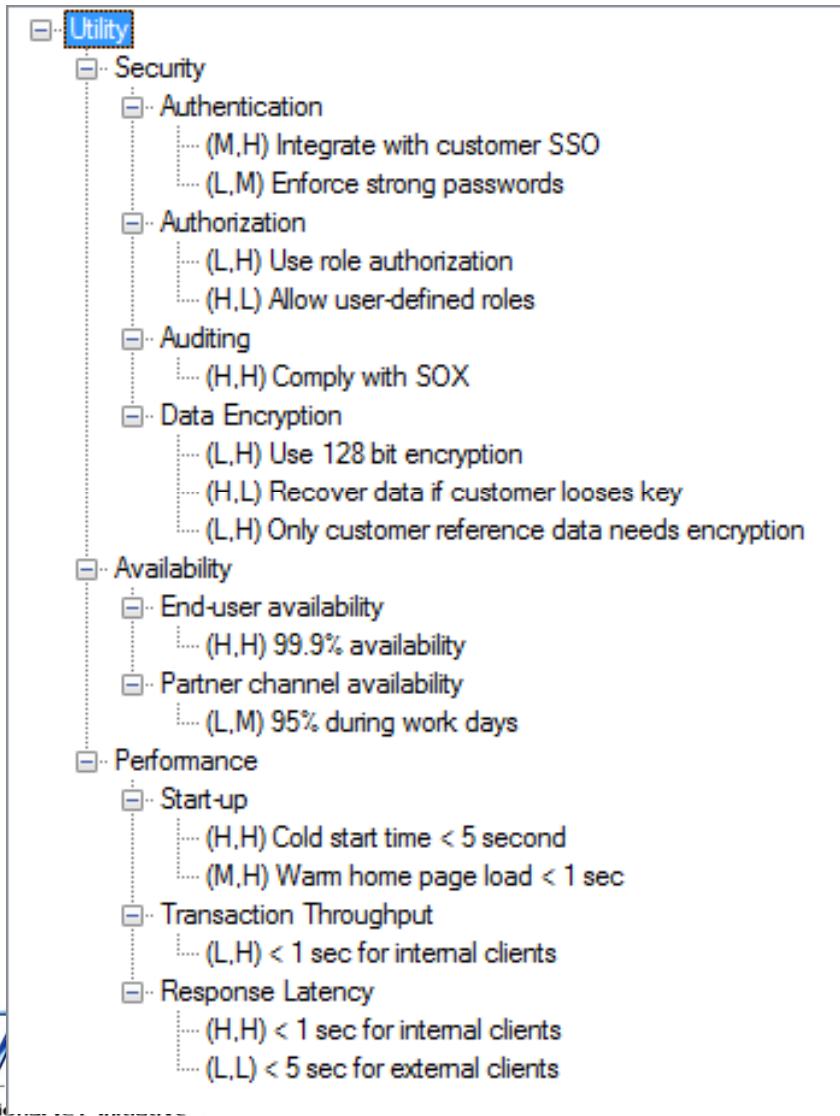 Utility
Security
Authentication
(M,H) Integrate with customer SSO
(L,M) Enforce strong passwords
Authorization
(L,H) Use role authorization
(H,L) Allow user-defined roles
Auditing
(H,H) Comply with SOX
Data Encryption
(L,H) Use 128 bit encryption
(H,L) Recover data if customer looses key
(L,H) Only customer reference data needs encryption
Availability
End-user availability
(H,H) 99.9% availability
Partner channel availability
(L,M) 95% during work days
Performance
Start-up
(H,H) Cold start time < 5 second
(M,H) Warm home page load < 1 sec
Transaction Throughput
(L,H) < 1 sec for internal clients
Response Latency
(H,H) < 1 sec for internal clients
(L,L) < 5 sec for external clients